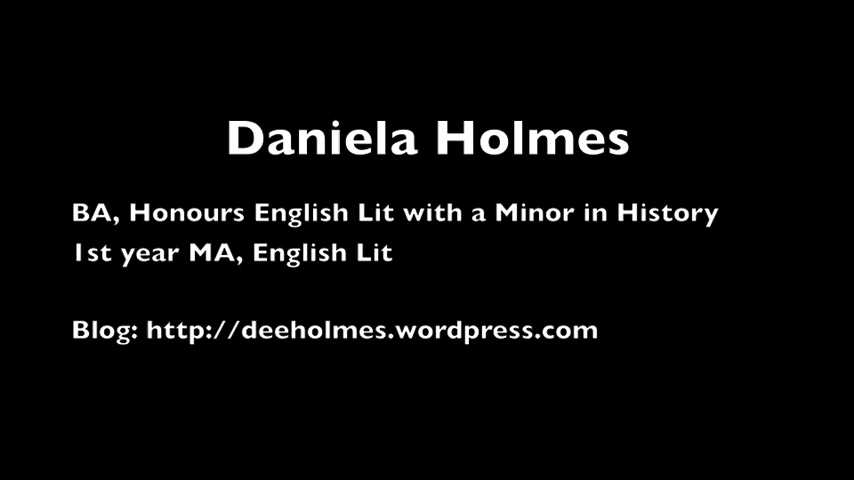 Daniela Holmes
BA, Honours English Lit with a Minor in History
1st year MA, English Lit
Blog: http://deeholmes.wordpress.com